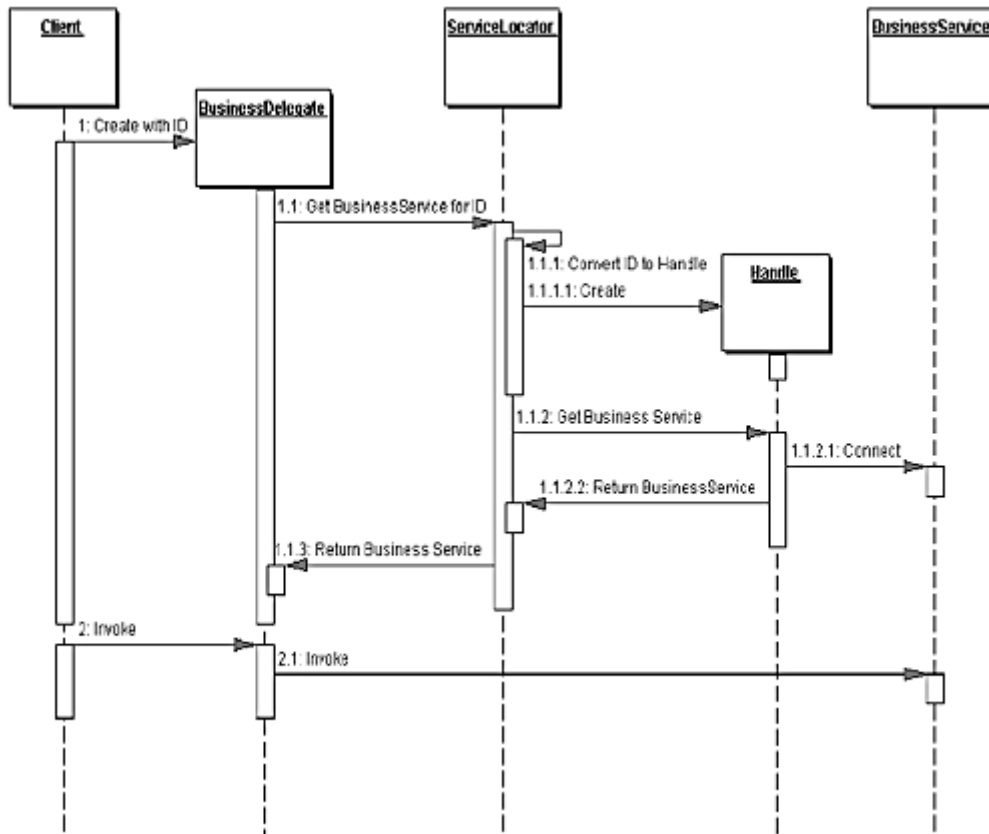 Client
ServiceLocator
BusinessService
BusinessDelegate
1: Create with ID
1.1: Get BusinessService for ID
1.1.1: Convert ID to Handle
Handle
1.1.1.1: Create
1.1.2: Get Business Service
1.1.2.1: Connect
1.1.2.2: Return BusinessService
1.1.3: Return Business Service
2: Invoke
2.1: Invoke